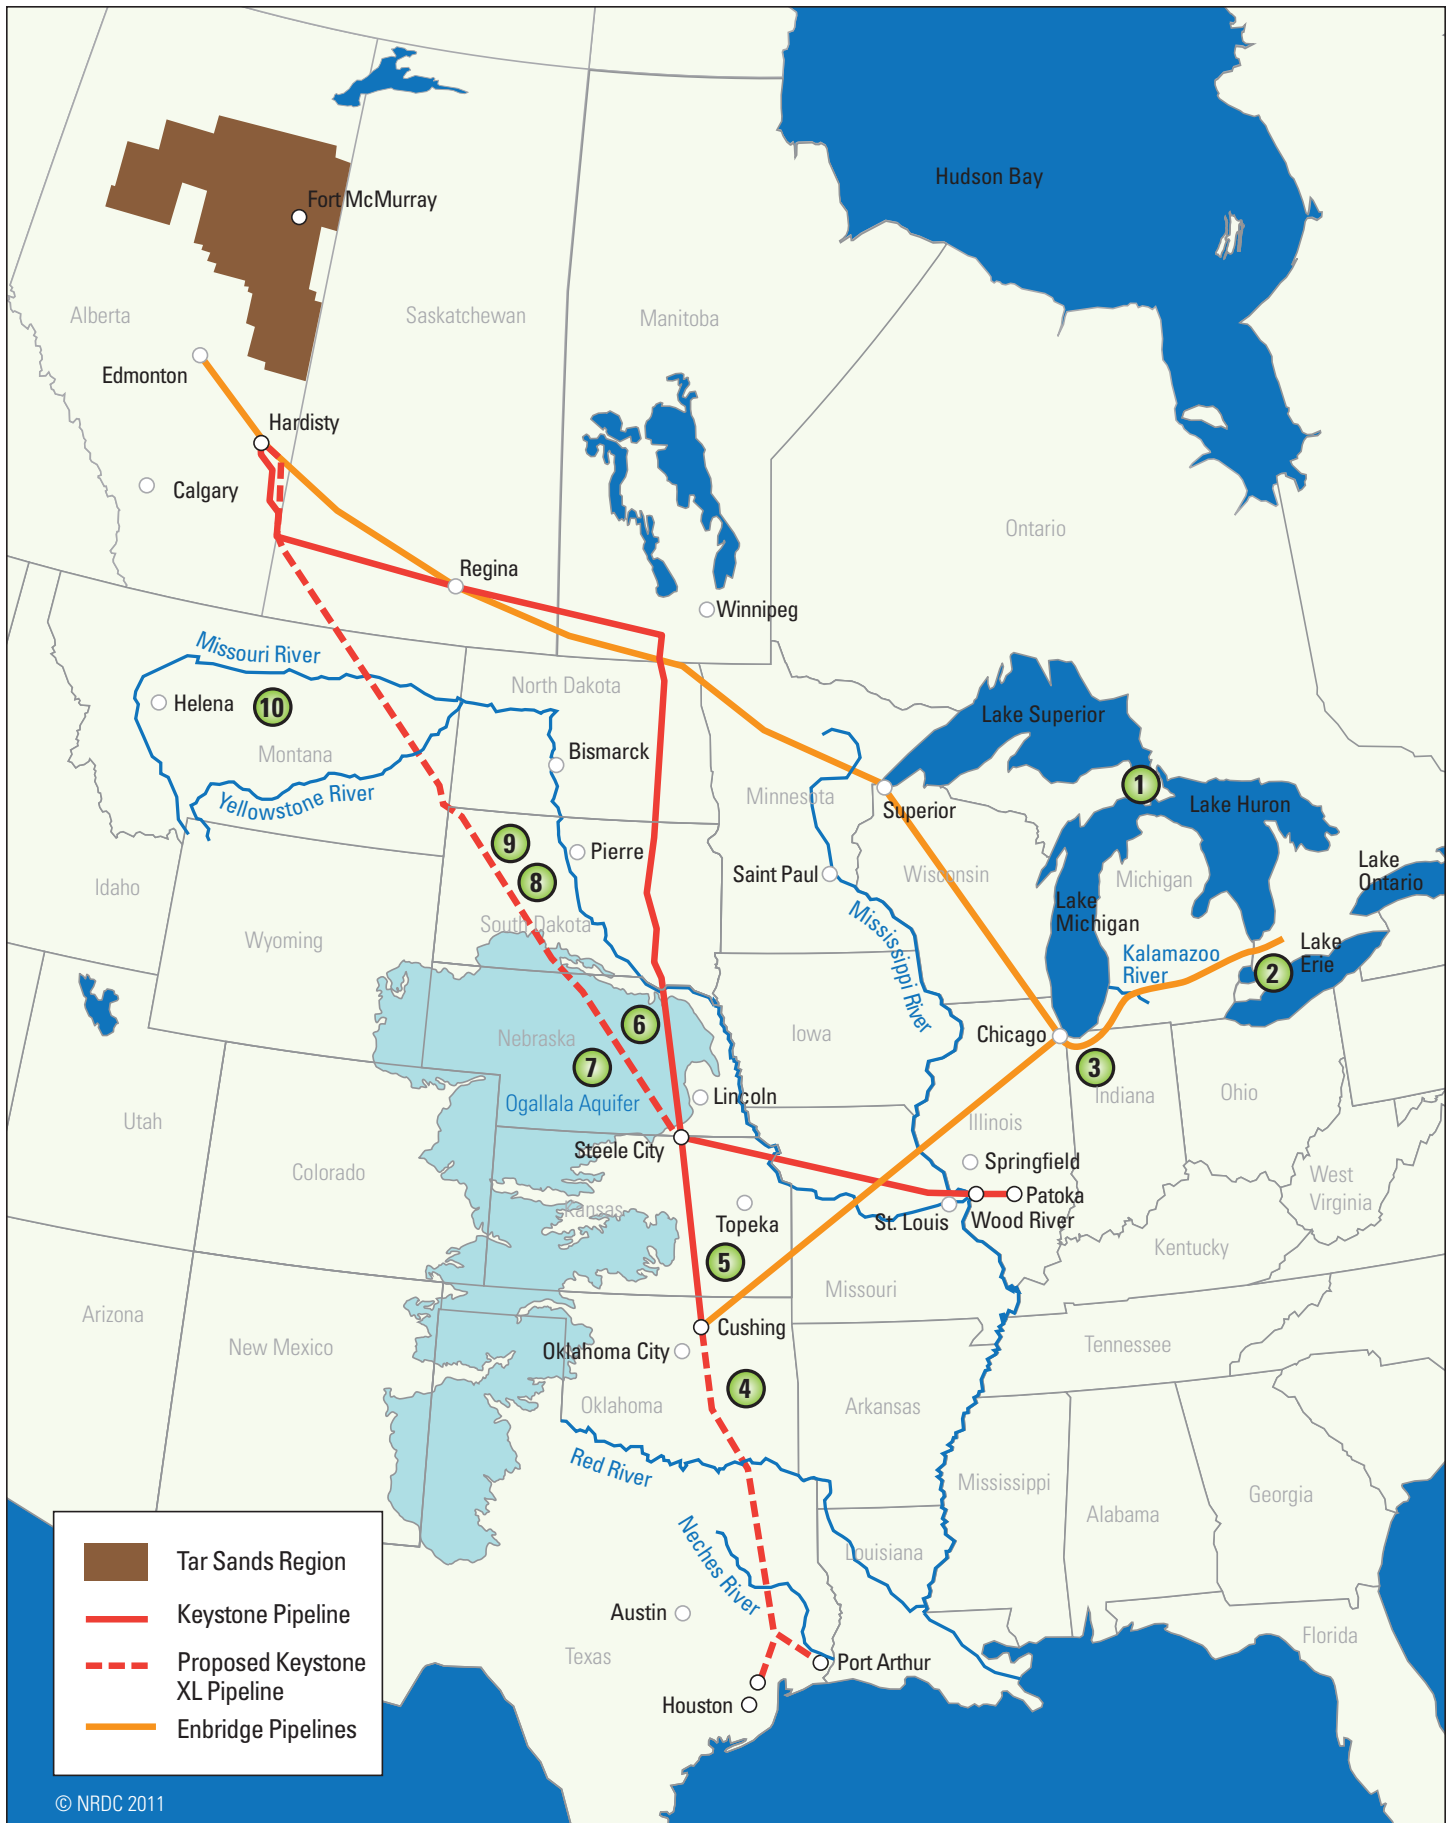 Hudson Bay
Fort McMurray
Alberta
Saskatchewan
Manitoba
Edmonton
Hardisty
Calgary
Ontario
Regina
Winnipeg
Missouri River
North Dakota
Helena
10
Lake Superior
Montana
Bismarck
1
Yellowstone River
Minnesota
Superior
Lake Huron
9
Pierre
8
Saint Paul
Wisconsin
Michigan
Lake
Ontario
Idaho
Lake
Michigan
South Dakota
Mississippi River
Wyoming
Kalamazoo
River
Lake
Erie
2
6
Nebraska
Iowa
Chicago
7
3
Ogallala Aquifer
Lincoln
Indiana
Ohio
Utah
Illinois
Steele City
Colorado
Springfield
West
Virginia
Patoka
Kansas
Topeka
St. Louis
Wood River
Kentucky
5
Missouri
Arizona
Cushing
New Mexico
Oklahoma City
Tennessee
4
Oklahoma
Arkansas
Red River
Mississippi
Alabama
Georgia
Neches River
Louisiana
Austin
Texas
Florida
Port Arthur
Houston
Tar Sands Region
Keystone Pipeline
Proposed Keystone
XL Pipeline
Enbridge Pipelines
© NRDC 2011